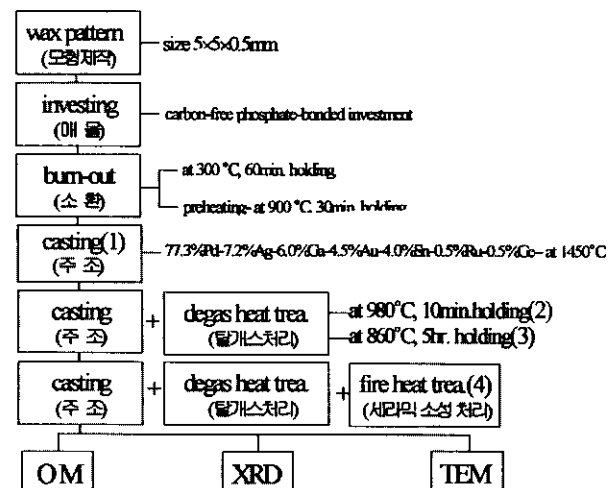 wax pattern
(모형제작)
size 5×5×0.5mm
investing
(매 몰)
carbon-free phosphate-bonded investment
burn-out
(소 환)
at 300 °C, 60min. holding
preheating- at 900 °C, 30min. holding
casting(1)
(주 조)
77.3%Pd-7.2%Ag-6.0%Ga-4.5%Au-4.0%Sn-0.5%Ru-0.5%Ge- at 1450°C
casting
(주 조)
+
degas heat trea.
(탈개스처리)
at 980°C, 10min.holding(2)
at 860°C, 5hr. holding(3)
casting
(주 조)
+
degas heat trea.
(탈개스처리)
+
fire heat trea.(4)
(세라믹 소성 처리)
OM
XRD
TEM